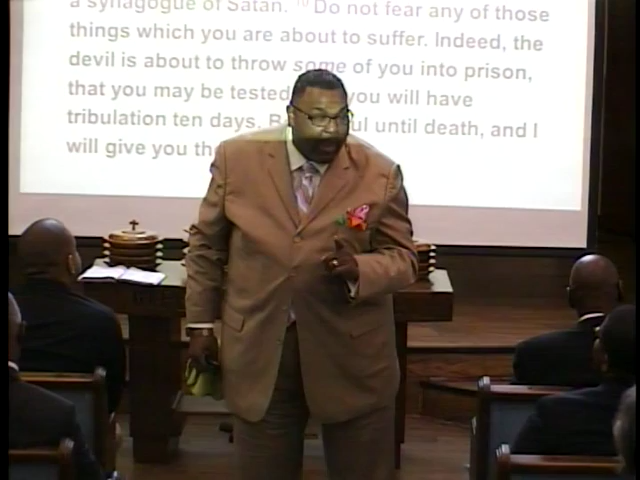 a synagogue of Satan. 10 Do not fear any of those
things which you are about to suffer. Indeed, the
devil is about to throw some of you into prison,
that you may be tested you will have
tribulation ten days. until death, and I
will give you